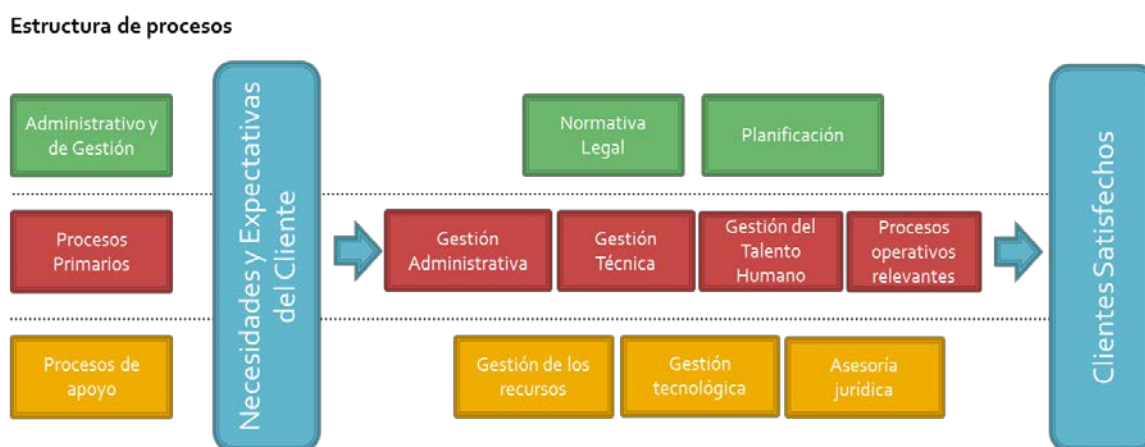 Estructura de procesos
Administrativo y
de Gestión
Necesidades y Expectativas
del Cliente
Normativa
Legal
Planificación
Clientes Satisfechos
Procesos
Primarios
Gestión
Administrativa
Gestión
Técnica
Gestión del
Talento
Humano
Procesos
operativos
relevantes
Procesos de
apoyo
Gestión de los
recursos
Gestión
tecnológica
Asesoría
jurídica